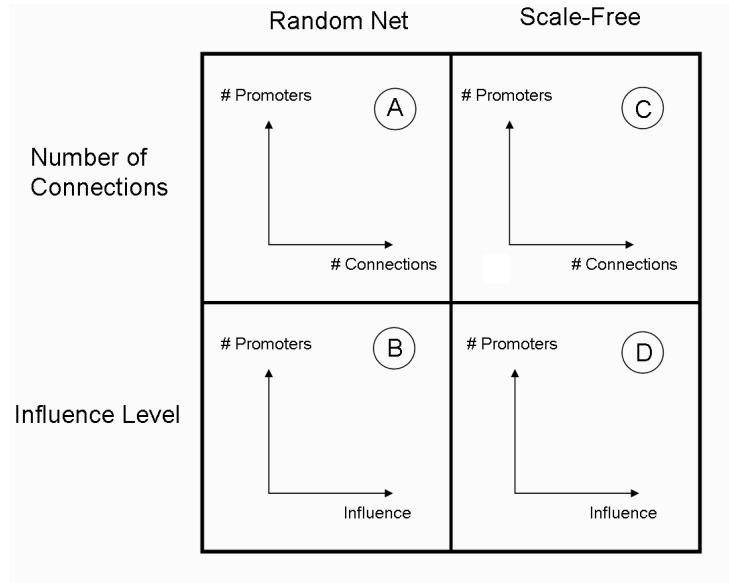 Random Net
Scale-Free
Number of
Connections
# Promoters
A
# Connections
# Promoters
C
# Connections
Influence Level
# Promoters
B
Influence
# Promoters
D
Influence